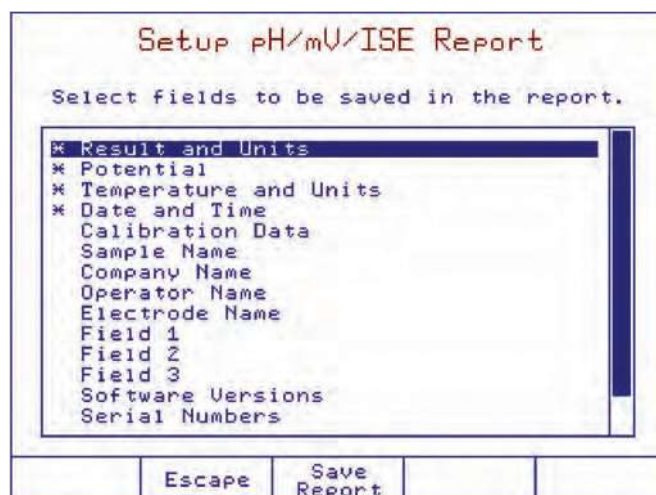 Setup pH/mV/ISE Report
Select fields to be saved in the report.
* Result and Units
* Potential
* Temperature and Units
* Date and Time
Calibration Data
Sample Name
Company Name
Operator Name
Electrode Name
Field 1
Field 2
Field 3
Software Versions
Serial Numbers
Escape
Save
Report